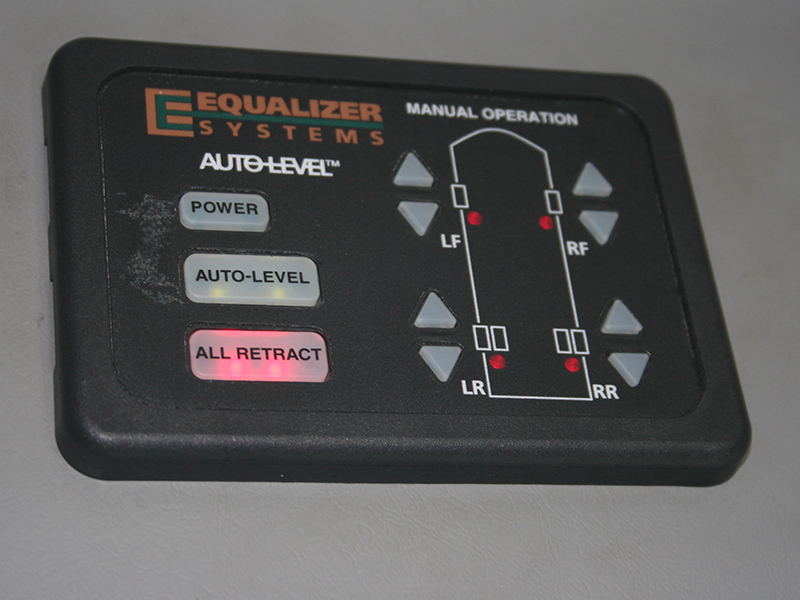 EQUALIZER
SYSTEMS
AUTO-LEVEL™
POWER
AUTO-LEVEL
ALL RETRACT
MANUAL OPERATION
LF
RF
LR
RR